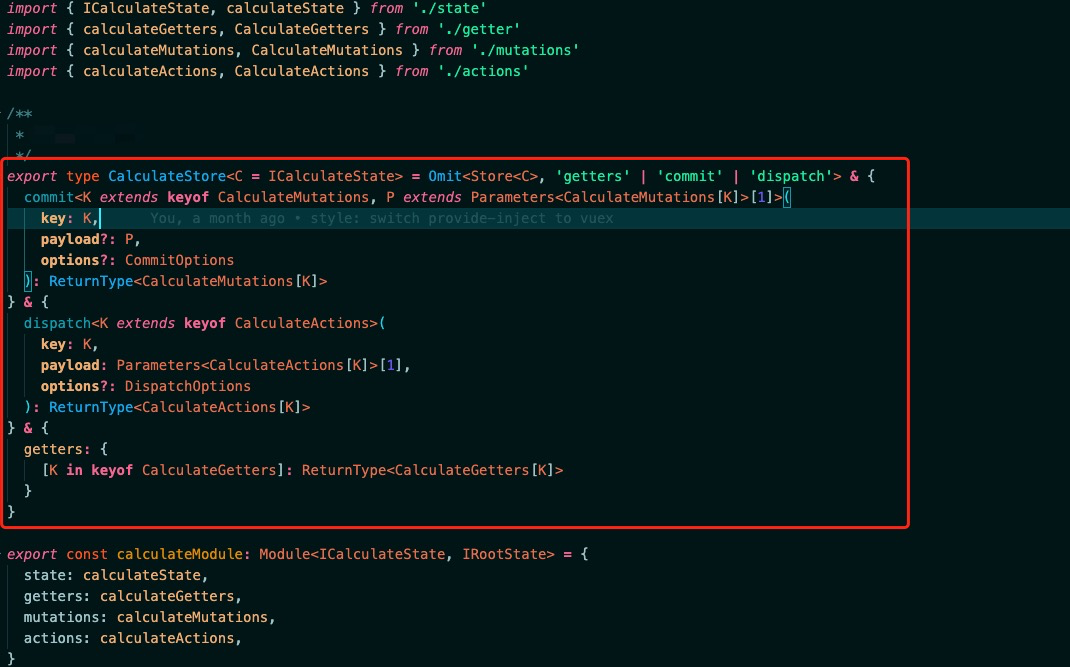 import { ICalculateState, calculateState } from './state'
import { calculateGetters, CalculateGetters } from './getter'
import { calculateMutations, CalculateMutations } from './mutations'
import { calculateActions, CalculateActions } from './actions'
/**
*
*/
export type CalculateStore<C = ICalculateState> = Omit<Store<C>, 'getters' | 'commit' | 'dispatch'> & {
commit<K extends keyof CalculateMutations, P extends Parameters<CalculateMutations[K]>[1]>(
key: K, You, a month ago • style: switch provide-inject to vuex
payload?: P,
options?: CommitOptions
): ReturnType<CalculateMutations[K]>
} & {
dispatch<K extends keyof CalculateActions>(
key: K,
payload: Parameters<CalculateActions[K]>[1],
options?: DispatchOptions
): ReturnType<CalculateActions[K]>
} & {
getters: {
[K in keyof CalculateGetters]: ReturnType<CalculateGetters[K]>
}
}
export const calculateModule: Module<ICalculateState, IRootState> = {
state: calculateState,
getters: calculateGetters,
mutations: calculateMutations,
actions: calculateActions,
}